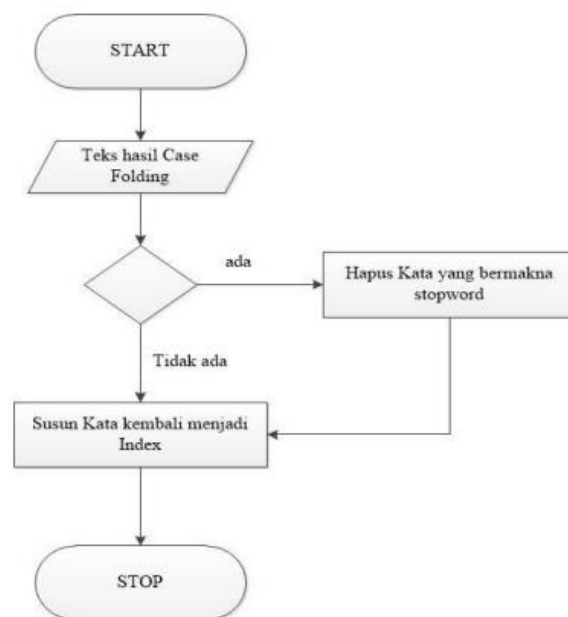 START
Teks hasil Case
Folding
ada
Hapus Kata yang bermakna
stopword
Tidak ada
Susun Kata kembali menjadi
Index
STOP